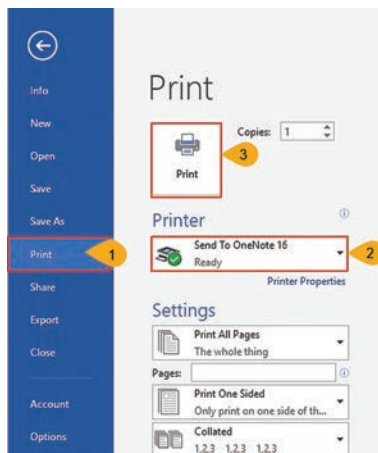 Info
New
Open
Save
Save As
Print
Share
Export
Close
Account
Options
Print
Print
Copies: 1
3
Printer
Send To OneNote 16
Ready
Printer Properties
1
2
Settings
Print All Pages
The whole thing
Pages:
Print One Sided
Only print on one side of th...
Collated
1,2,3 1,2,3 1,2,3